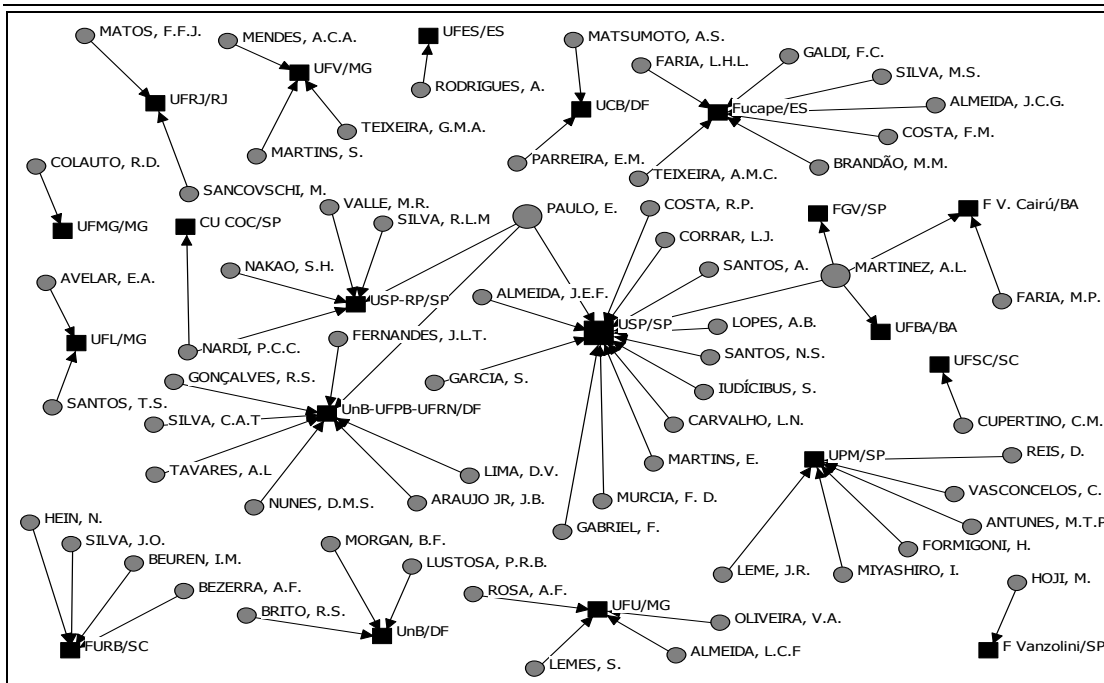 MATOS, F.F.J.
MENDES, A.C.A.
UFES/ES
MATSUMOTO, A.S.
FARIA, L.H.L.
GALDI, F.C.
UFV/MG
SILVA, M.S.
RODRIGUES, A.
UFRJ/RJ
UCB/DF
Fucape/ES
ALMEIDA, J.C.G.
TEIXEIRA, G.M.A.
COSTA, F.M.
MARTINS, S.
COLAUTO, R.D.
PARREIRA, E.M.
BRANDÃO, M.M.
TEIXEIRA, A.M.C.
SANCOVSCHI, M.
VALLE, M.R.
PAULO, E.
COSTA, R.P.
FGV/SP
F V. Cairú/BA
CU COC/SP
SILVA, R.L.M
UFMG/MG
CORRAR, L.J.
NAKAO, S.H.
SANTOS, A.
MARTINEZ, A.L.
AVELAR, E.A.
ALMEIDA, J.E.F.
USP-RP/SP
FARIA, M.P.
LOPES, A.B.
USP/SP
UFBA/BA
FERNANDES, J.L.T.
UFL/MG
NARDI, P.C.C.
SANTOS, N.S.
UFSC/SC
GONÇALVES, R.S.
GARCIA, S.
IUDÍCIBUS, S.
SANTOS, T.S.
UnB-UFPB-UFRN/DF
SILVA, C.A.T
CARVALHO, L.N.
CUPERTINO, C.M.
REIS, D.
UPM/SP
MARTINS, E.
TAVARES, A.L
LIMA, D.V.
VASCONCELOS, C.
NUNES, D.M.S.
ARAUJO JR, J.B.
MURCIA, F. D.
HEIN, N.
ANTUNES, M.T.P
GABRIEL, F.
SILVA, J.O.
MORGAN, B.F.
FORMIGONI, H.
BEUREN, I.M.
LUSTOSA, P.R.B.
LEME, J.R.
MIYASHIRO, I.
HOJI, M.
BEZERRA, A.F.
ROSA, A.F.
BRITO, R.S.
UFU/MG
OLIVEIRA, V.A.
UnB/DF
FURB/SC
F Vanzolini/SP
ALMEIDA, L.C.F
LEMES, S.